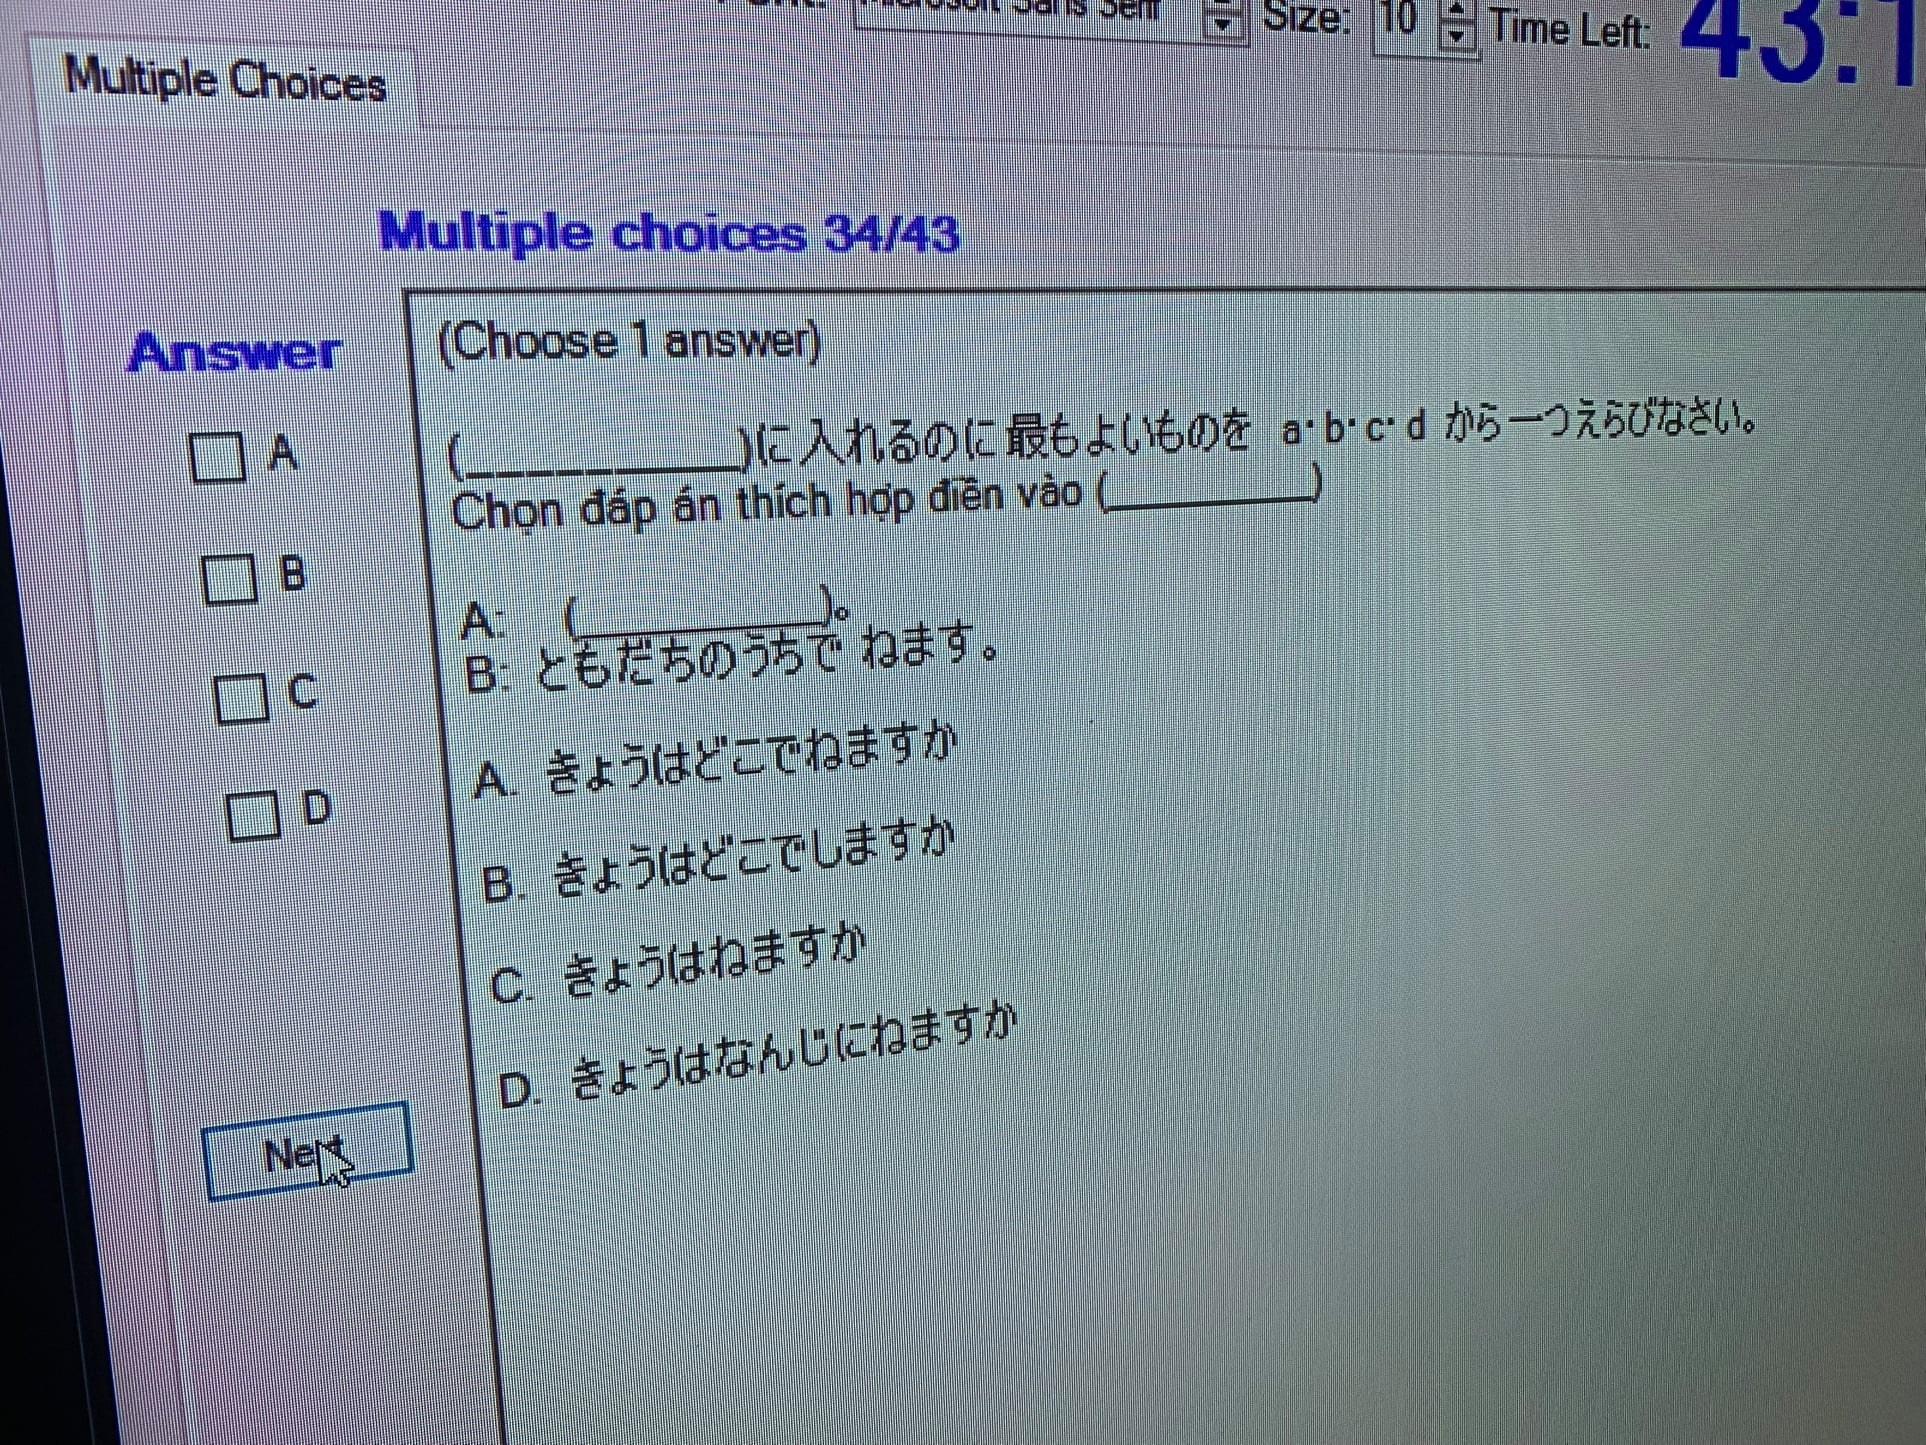 Microsoft Sans Serif Size: 10 Time Left: 43:1
Multiple Choices
Multiple choices 34/43
Answer
(Choose 1 answer)
A
B
C
D
(__________)に入れるのに最もよいものを a・b・c・d から一つえらびなさい。
Chọn đáp án thích hợp điền vào (________)
A: (__________)。
B: ともだちのうちで ねます。
A. きょうはどこでねますか
B. きょうはどこでしますか
C. きょうはねますか
D. きょうはなんじにねますか
Next